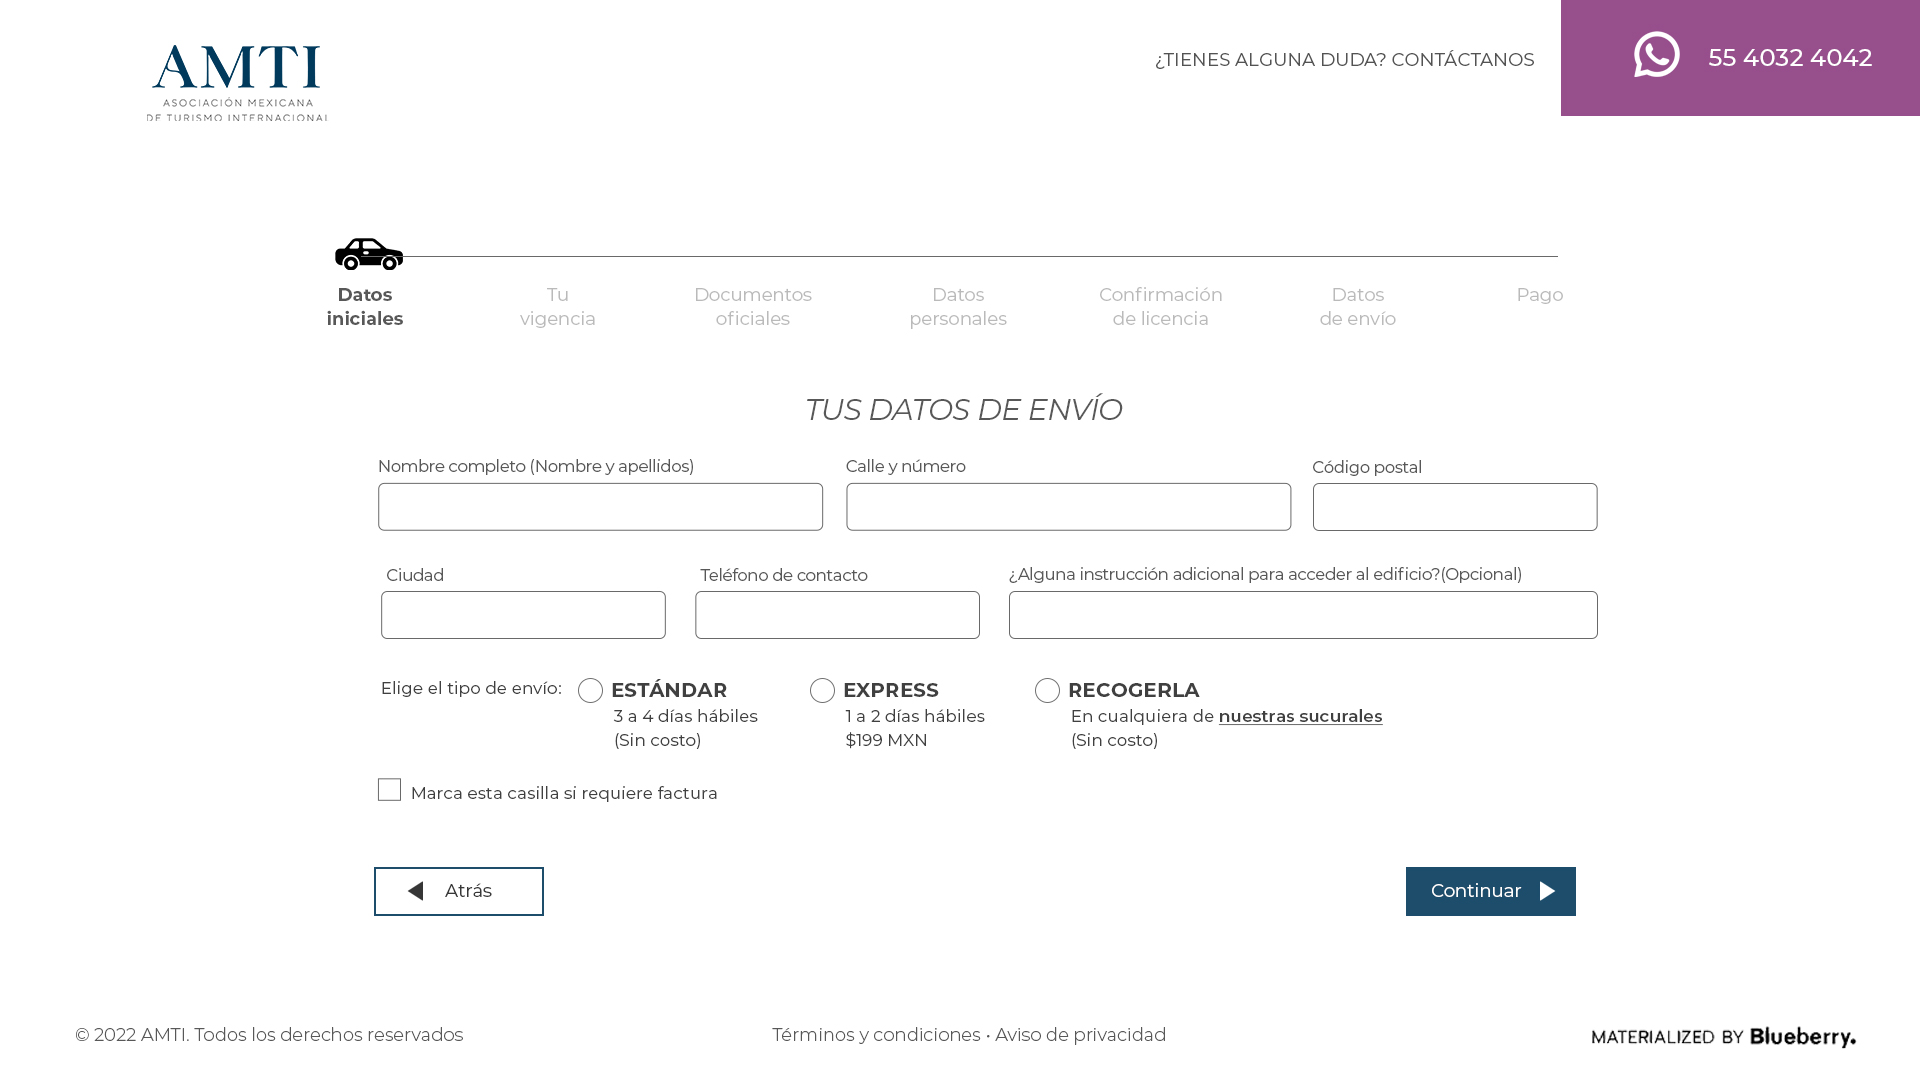 AMTI
ASOCIACIÓN MEXICANA
DE TURISMO INTERNACIONAL
¿TIENES ALGUNA DUDA? CONTÁCTANOS
55 4032 4042
Datos
iniciales
Tu
vigencia
Documentos
oficiales
Datos
personales
Confirmación
de licencia
Datos
de envío
Pago
TUS DATOS DE ENVÍO
Nombre completo (Nombre y apellidos)
Calle y número
Código postal
Ciudad
Teléfono de contacto
¿Alguna instrucción adicional para acceder al edificio?(Opcional)
Elige el tipo de envío:
ESTÁNDAR
3 a 4 días hábiles
(Sin costo)
EXPRESS
1 a 2 días hábiles
$199 MXN
RECOGERLA
En cualquiera de nuestras sucurales
(Sin costo)
Marca esta casilla si requiere factura
Atrás
Continuar
© 2022 AMTI. Todos los derechos reservados
Términos y condiciones • Aviso de privacidad
MATERIALIZED BY Blueberry.